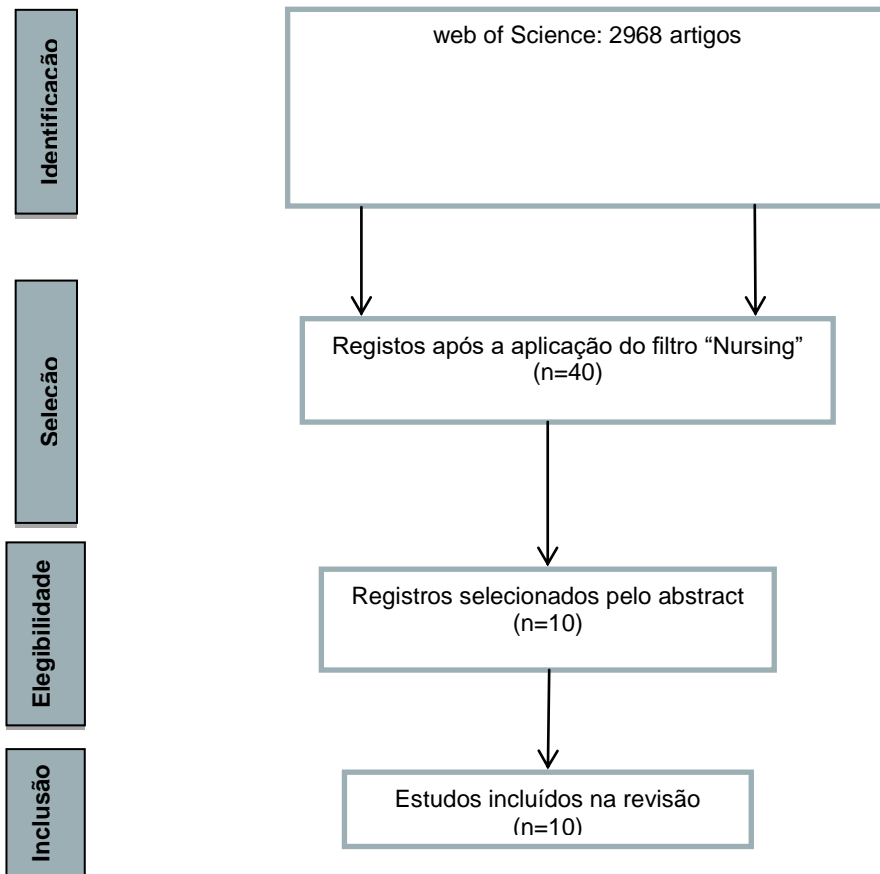 Identificação
web of Science: 2968 artigos
Seleção
Registos após a aplicação do filtro “Nursing”
(n=40)
Elegibilidade
Registros selecionados pelo abstract
(n=10)
Inclusão
Estudos incluídos na revisão
(n=10)